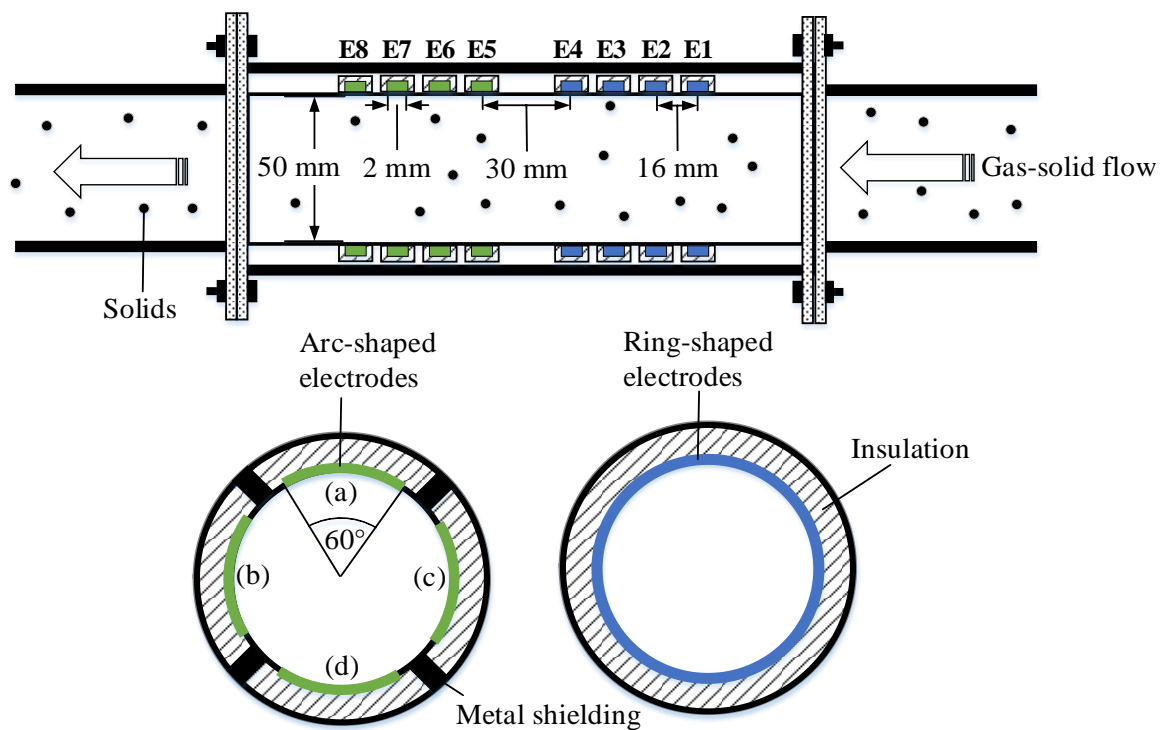 E8 E7 E6 E5 E4 E3 E2 E1
50 mm
2 mm
30 mm
16 mm
Gas-solid flow
Solids
Arc-shaped
electrodes
Ring-shaped
electrodes
Insulation
(a)
60°
(b)
(c)
(d)
Metal shielding